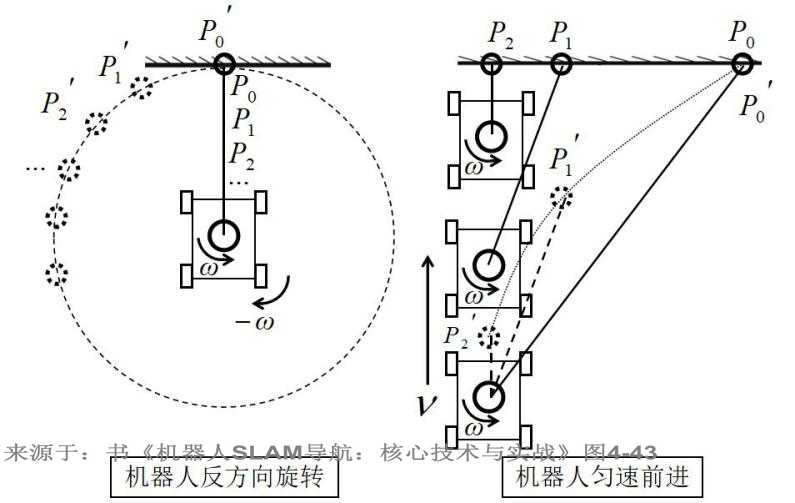 P₀′
P₁′
P₂′
...
P₀
P₁
P₂
...
ω
−ω
P₂ P₁ P₀
P₀′
ω
P₁′
ω
P₂′
ω
v
来源于：书《机器人SLAM导航：核心技术与实战》图4-43
机器人反方向旋转 机器人匀速前进